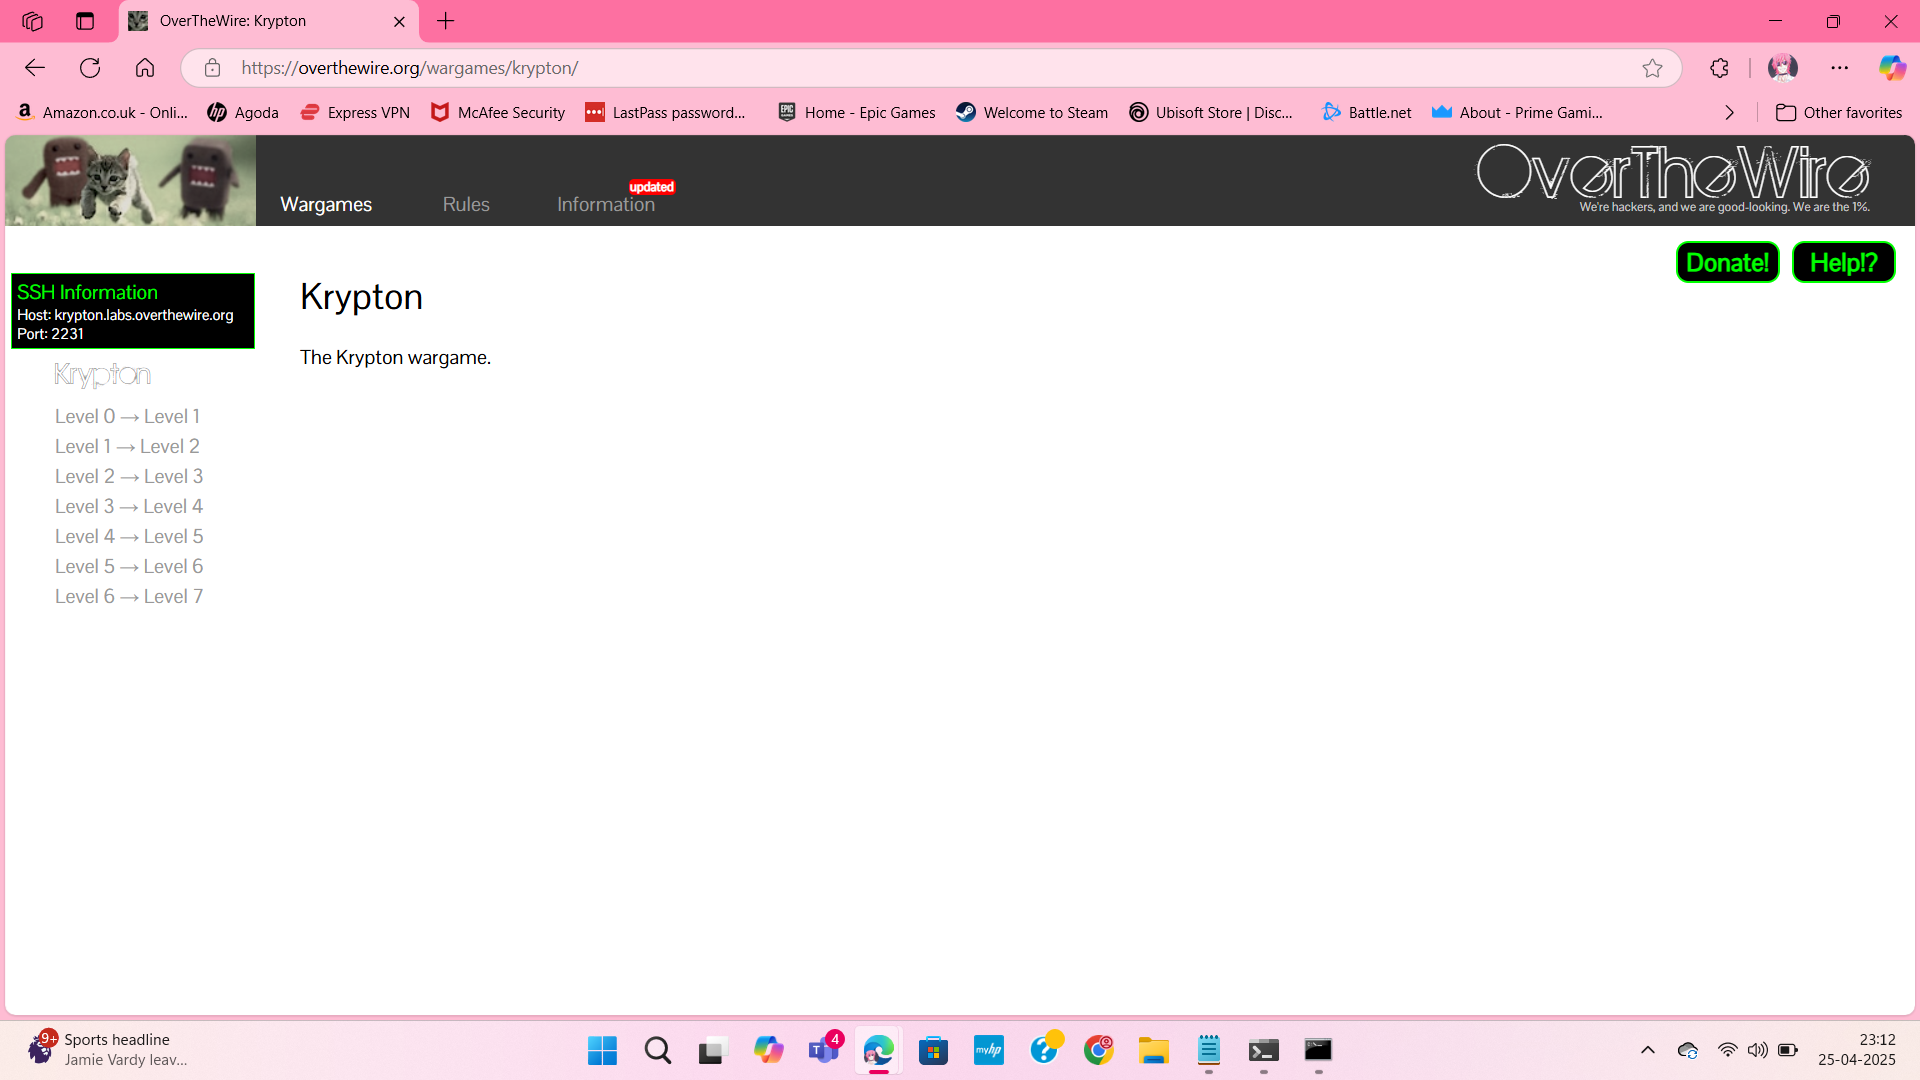 OverTheWire: Krypton
https://overthewire.org/wargames/krypton/
Amazon.co.uk - Onli...
Agoda
Express VPN
McAfee Security
LastPass password...
Home - Epic Games
Welcome to Steam
Ubisoft Store | Disc...
Battle.net
About - Prime Gami...
Other favorites
Wargames
Rules
Information
updated
OverTheWire
We're hackers, and we are good-looking. We are the 1%.
Donate!
Help!?
SSH Information
Host: krypton.labs.overthewire.org
Port: 2231
Krypton
Level 0 → Level 1
Level 1 → Level 2
Level 2 → Level 3
Level 3 → Level 4
Level 4 → Level 5
Level 5 → Level 6
Level 6 → Level 7
Krypton
The Krypton wargame.
9+
Sports headline
Jamie Vardy leav...
4
myhp
23:12
25-04-2025